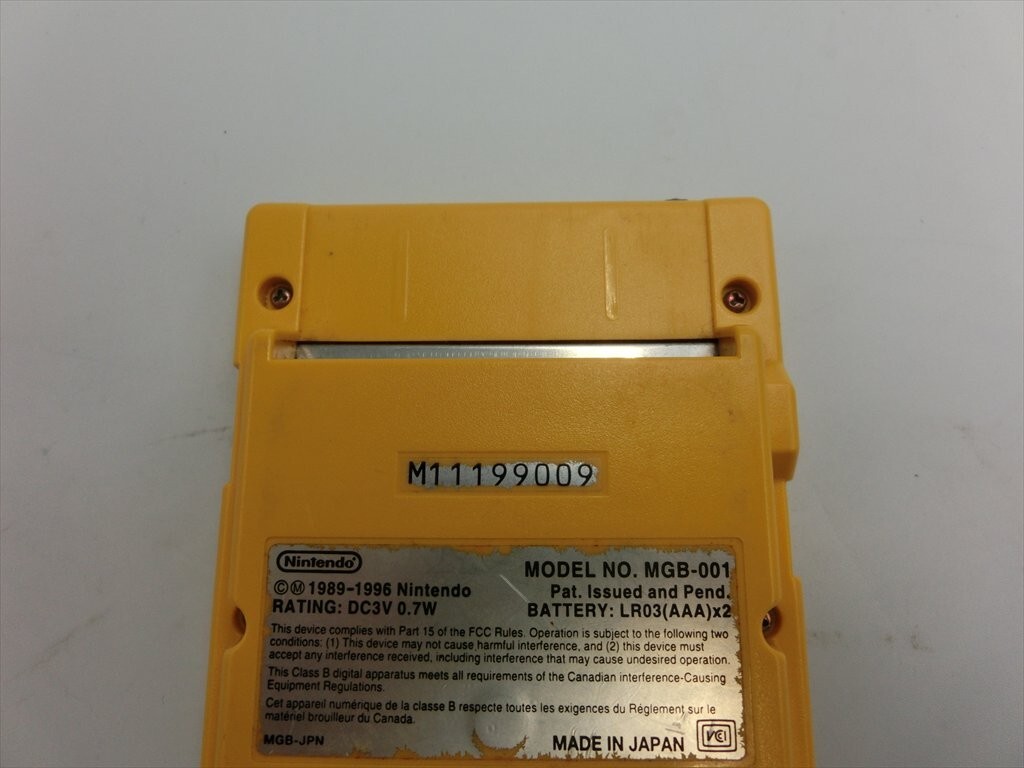 M11199009
Nintendo
©Ⓜ 1989-1996 Nintendo
RATING: DC3V 0.7W
MODEL NO. MGB-001
Pat. Issued and Pend.
BATTERY: LR03(AAA)x2
This device complies with Part 15 of the FCC Rules. Operation is subject to the following two
conditions: (1) This device may not cause harmful interference, and (2) this device must
accept any interference received, including interference that may cause undesired operation.
This Class B digital apparatus meets all requirements of the Canadian interference-Causing
Equipment Regulations.
Cet appareil numérique de la classe B respecte toutes les exigences du Réglement sur le
matériel brouilleur du Canada.
MGB-JPN
MADE IN JAPAN
VCI